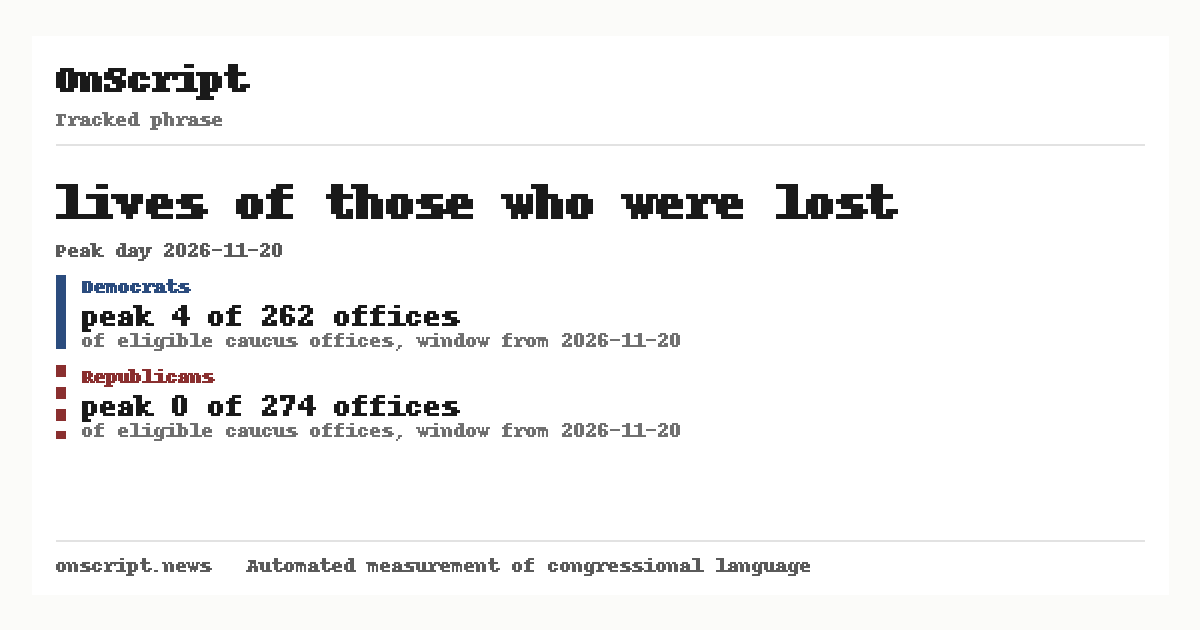 OnScript
Tracked phrase
lives of those who were lost
Peak day 2026-11-20
Democrats
peak 4 of 262 offices
of eligible caucus offices, window from 2026-11-20
Republicans
peak 0 of 274 offices
of eligible caucus offices, window from 2026-11-20
onscript.news Automated measurement of congressional language